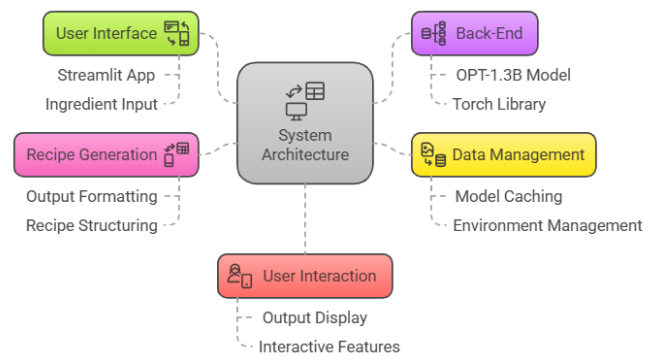 User Interface
Streamlit App
Ingredient Input
Back-End
OPT-1.3B Model
Torch Library
System
Architecture
Recipe Generation
Output Formatting
Recipe Structuring
Data Management
Model Caching
Environment Management
User Interaction
Output Display
Interactive Features